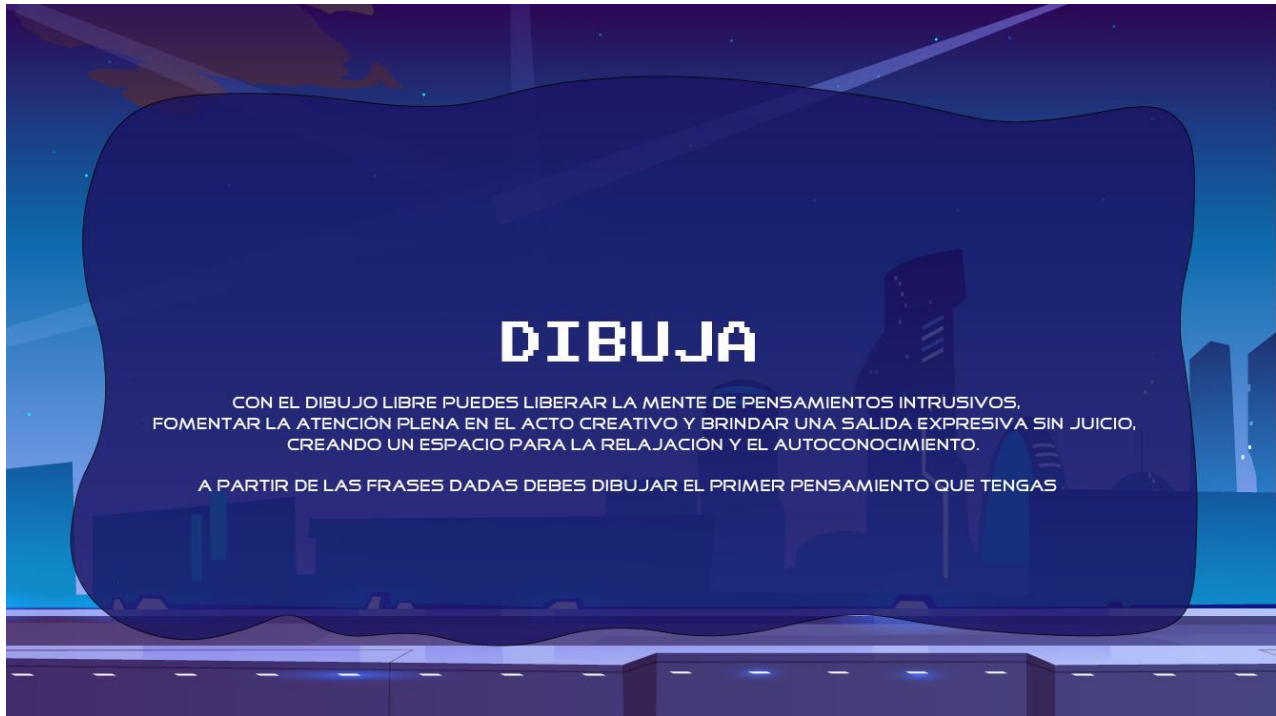 DIBUJA
CON EL DIBUJO LIBRE PUEDES LIBERAR LA MENTE DE PENSAMIENTOS INTRUSIVOS,
FOMENTAR LA ATENCIÓN PLENA EN EL ACTO CREATIVO Y BRINDAR UNA SALIDA EXPRESIVA SIN JUICIO,
CREANDO UN ESPACIO PARA LA RELAJACIÓN Y EL AUTOCONOCIMIENTO.
A PARTIR DE LAS FRASES DADAS DEBES DIBUJAR EL PRIMER PENSAMIENTO QUE TENGAS